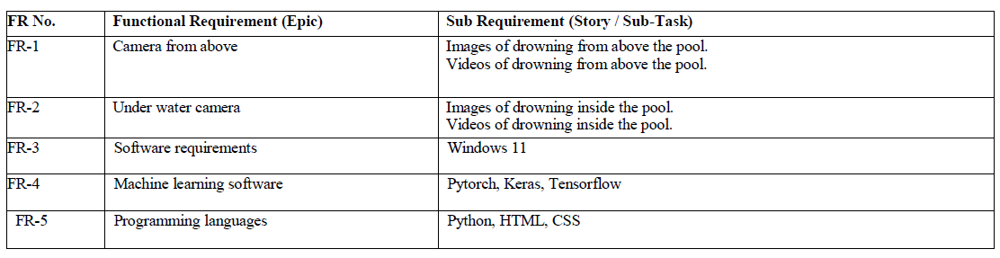 FR No. Functional Requirement (Epic) Sub Requirement (Story / Sub-Task)
FR-1 Camera from above Images of drowning from above the pool.
Videos of drowning from above the pool.
FR-2 Under water camera Images of drowning inside the pool.
Videos of drowning inside the pool.
FR-3 Software requirements Windows 11
FR-4 Machine learning software Pytorch, Keras, Tensorflow
FR-5 Programming languages Python, HTML, CSS